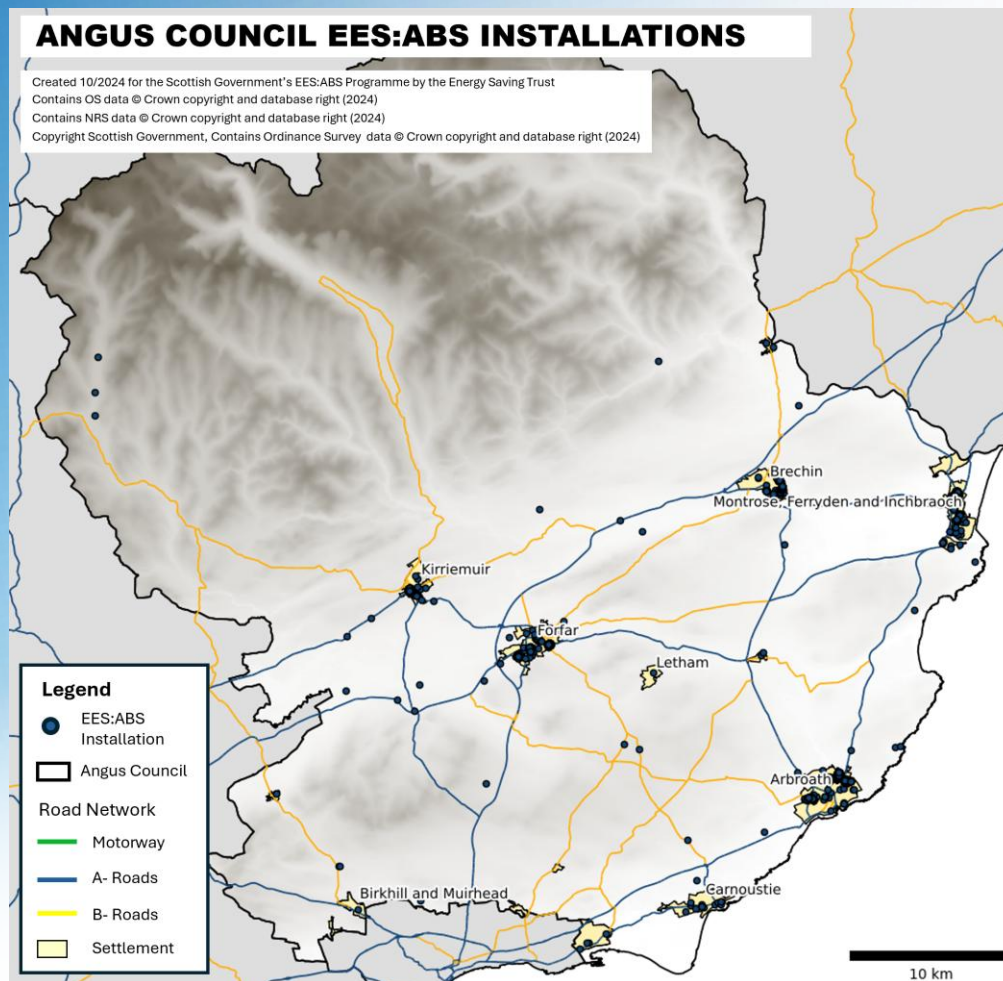 ANGUS COUNCIL EES:ABS INSTALLATIONS
Created 10/2024 for the Scottish Government's EES:ABS Programme by the Energy Saving Trust
Contains OS data © Crown copyright and database right (2024)
Contains NRS data © Crown copyright and database right (2024)
Copyright Scottish Government, Contains Ordinance Survey data © Crown copyright and database right (2024)
Brechin
Montrose, Ferryden and Inchbraoch
Kirriemuir
Forfar
Letham
Arbroath
Birkhill and Muirhead
Carnoustie
Legend
EES:ABS
Installation
Angus Council
Road Network
Motorway
A- Roads
B- Roads
Settlement
10 km